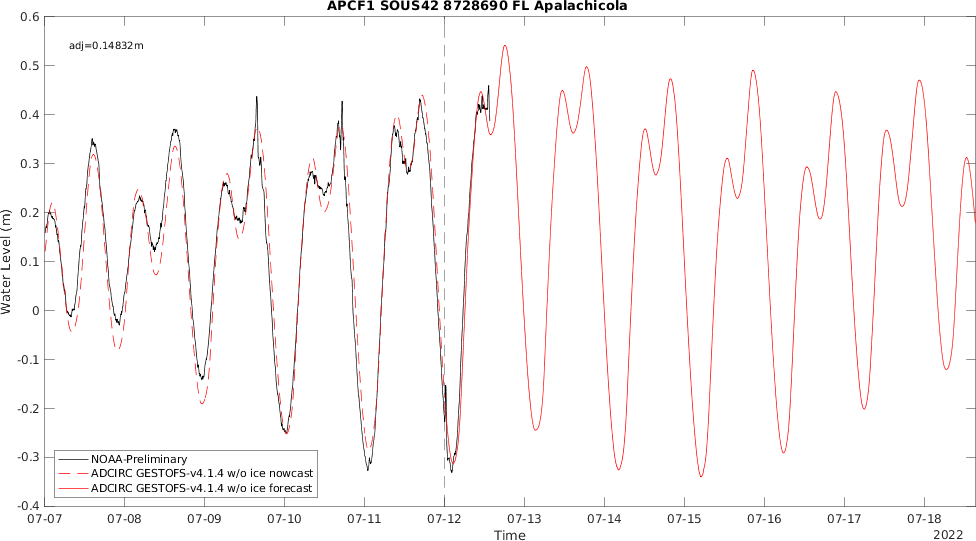 APCF1 SOUS42 8728690 FL Apalachicola
adj=0.14832m
0.6
0.5
0.4
0.3
0.2
0.1
0
-0.1
-0.2
-0.3
-0.4
Water Level (m)
NOAA-Preliminary
ADCIRC GESTOFS-v4.1.4 w/o ice nowcast
ADCIRC GESTOFS-v4.1.4 w/o ice forecast
07-07 07-08 07-09 07-10 07-11 07-12 07-13 07-14 07-15 07-16 07-17 07-18
Time
2022